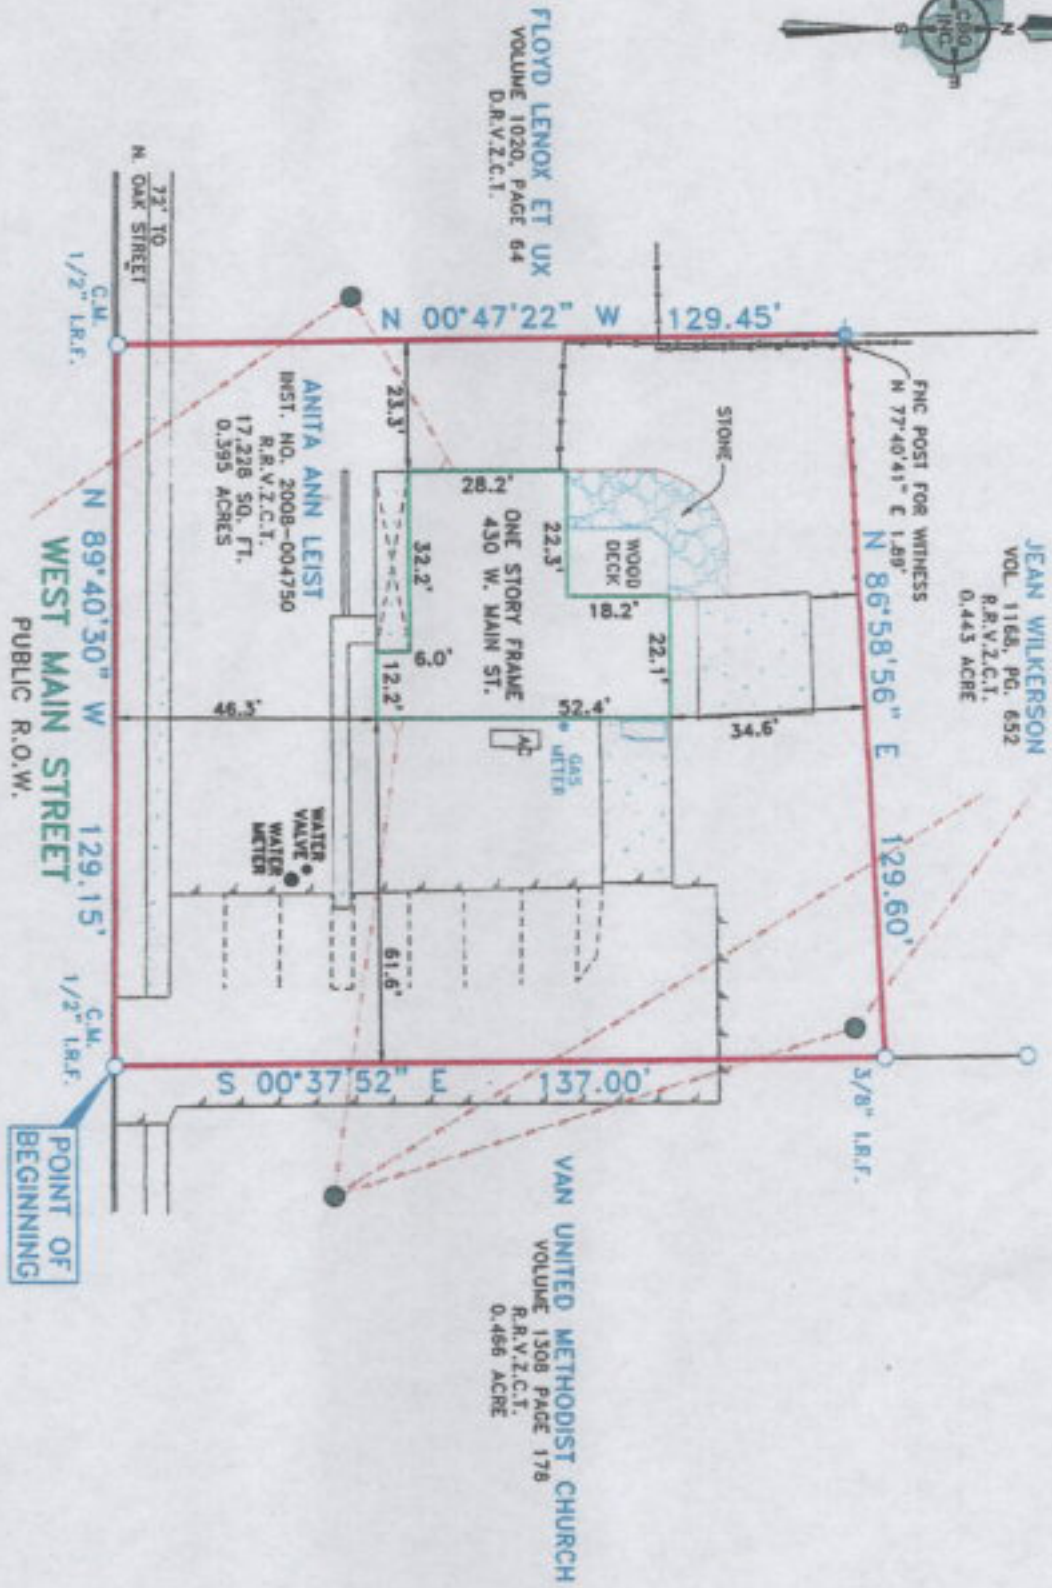 CBG
INC.
N
S
E
JEAN WILKERSON
VOL. 1168, PG. 652
R.R.V.Z.C.T.
0.443 ACRE
FNC POST FOR WITNESS
N 77°40'41" E 1.89'
N 86°58'56" E 129.60'
3/8" I.R.F.
FLOYD LENOX ET UX
VOLUME 1020, PAGE 64
D.R.V.Z.C.T.
N 00°47'22" W 129.45'
STONE
WOOD
DECK
18.2'
22.1'
34.6'
22.3'
28.2'
ONE STORY FRAME
430 W. MAIN ST.
52.4'
GAS
METER
AC
23.3'
32.2'
6.0'
12.2'
46.3'
61.6'
ANITA ANN LEIST
INST. NO. 2008-004750
R.R.V.Z.C.T.
17,228 SQ. FT.
0.395 ACRES
WATER
VALVE
WATER
METER
S 00°37'52" E 137.00'
VAN UNITED METHODIST CHURCH
VOLUME 1308 PAGE 178
R.R.V.Z.C.T.
0.466 ACRE
72' TO
N. OAK STREET
C.M.
1/2" I.R.F.
N 89°40'30" W 129.15'
C.M.
1/2" I.R.F.
WEST MAIN STREET
PUBLIC R.O.W.
POINT OF
BEGINNING